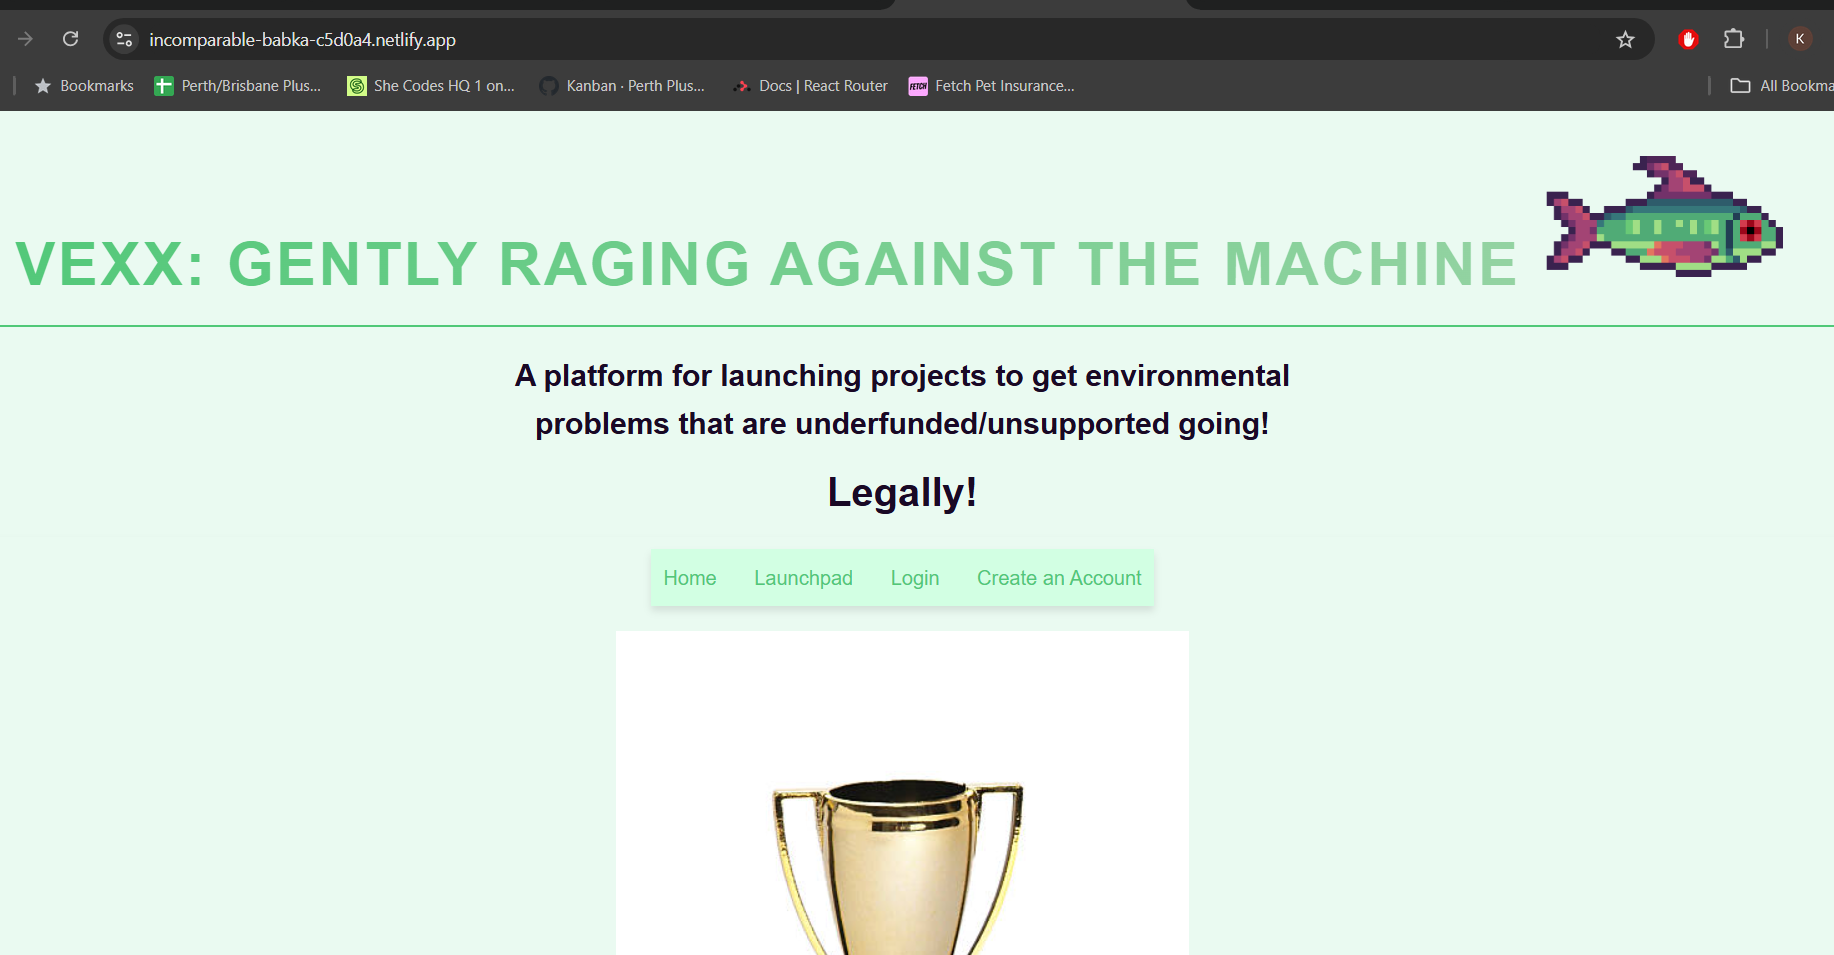 incomparable-babka-c5d0a4.netlify.app
K
Bookmarks
Perth/Brisbane Plus...
She Codes HQ 1 on...
Kanban · Perth Plus...
Docs | React Router
FETCH
Fetch Pet Insurance...
All Bookma
VEXX: GENTLY RAGING AGAINST THE MACHINE
A platform for launching projects to get environmental
problems that are underfunded/unsupported going!
Legally!
Home
Launchpad
Login
Create an Account